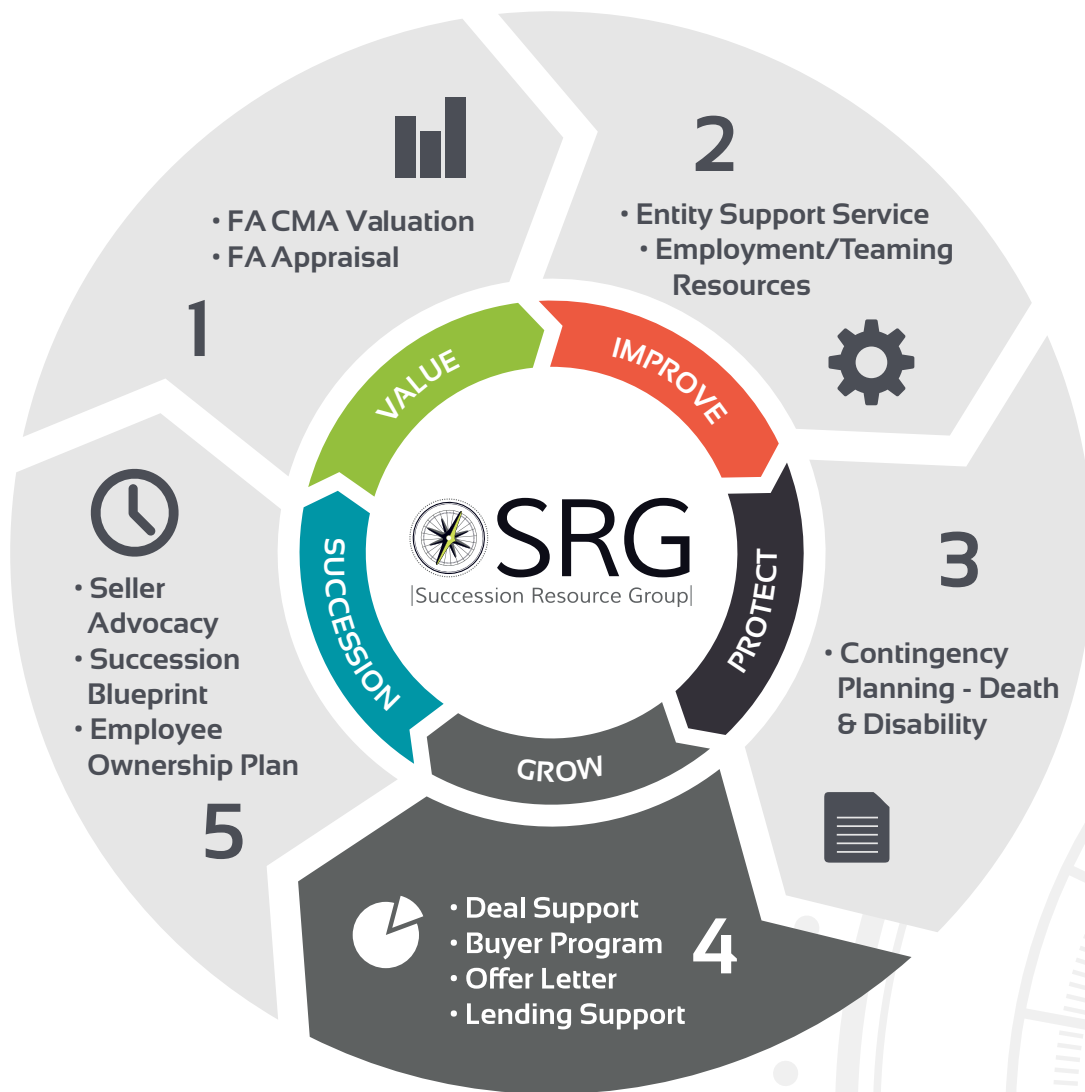 1
• FA CMA Valuation
• FA Appraisal
VALUE
2
• Entity Support Service
• Employment/Teaming
Resources
IMPROVE
3
• Contingency
Planning - Death
& Disability
PROTECT
4
• Deal Support
• Buyer Program
• Offer Letter
• Lending Support
GROW
5
• Seller
Advocacy
• Succession
Blueprint
• Employee
Ownership Plan
SUCCESSION
SRG
|Succession Resource Group|